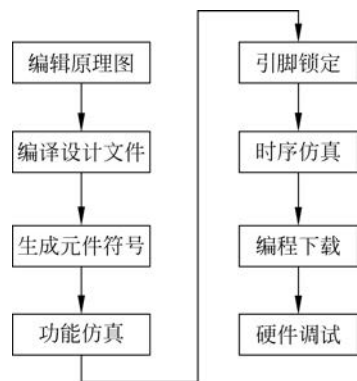 编辑原理图
编译设计文件
生成元件符号
功能仿真
引脚锁定
时序仿真
编程下载
硬件调试